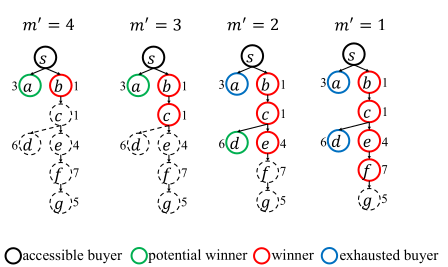 m′ = 4 m′ = 3 m′ = 2 m′ = 1
s s s s
3 a b 1 3 a b 1 3 a b 1 3 a b 1
c 1 c 1 c 1 c 1
6 d e 4 6 d e 4 6 d e 4 6 d e 4
f 7 f 7 f 7 f 7
g 5 g 5 g 5 g 5
accessible buyer potential winner winner exhausted buyer